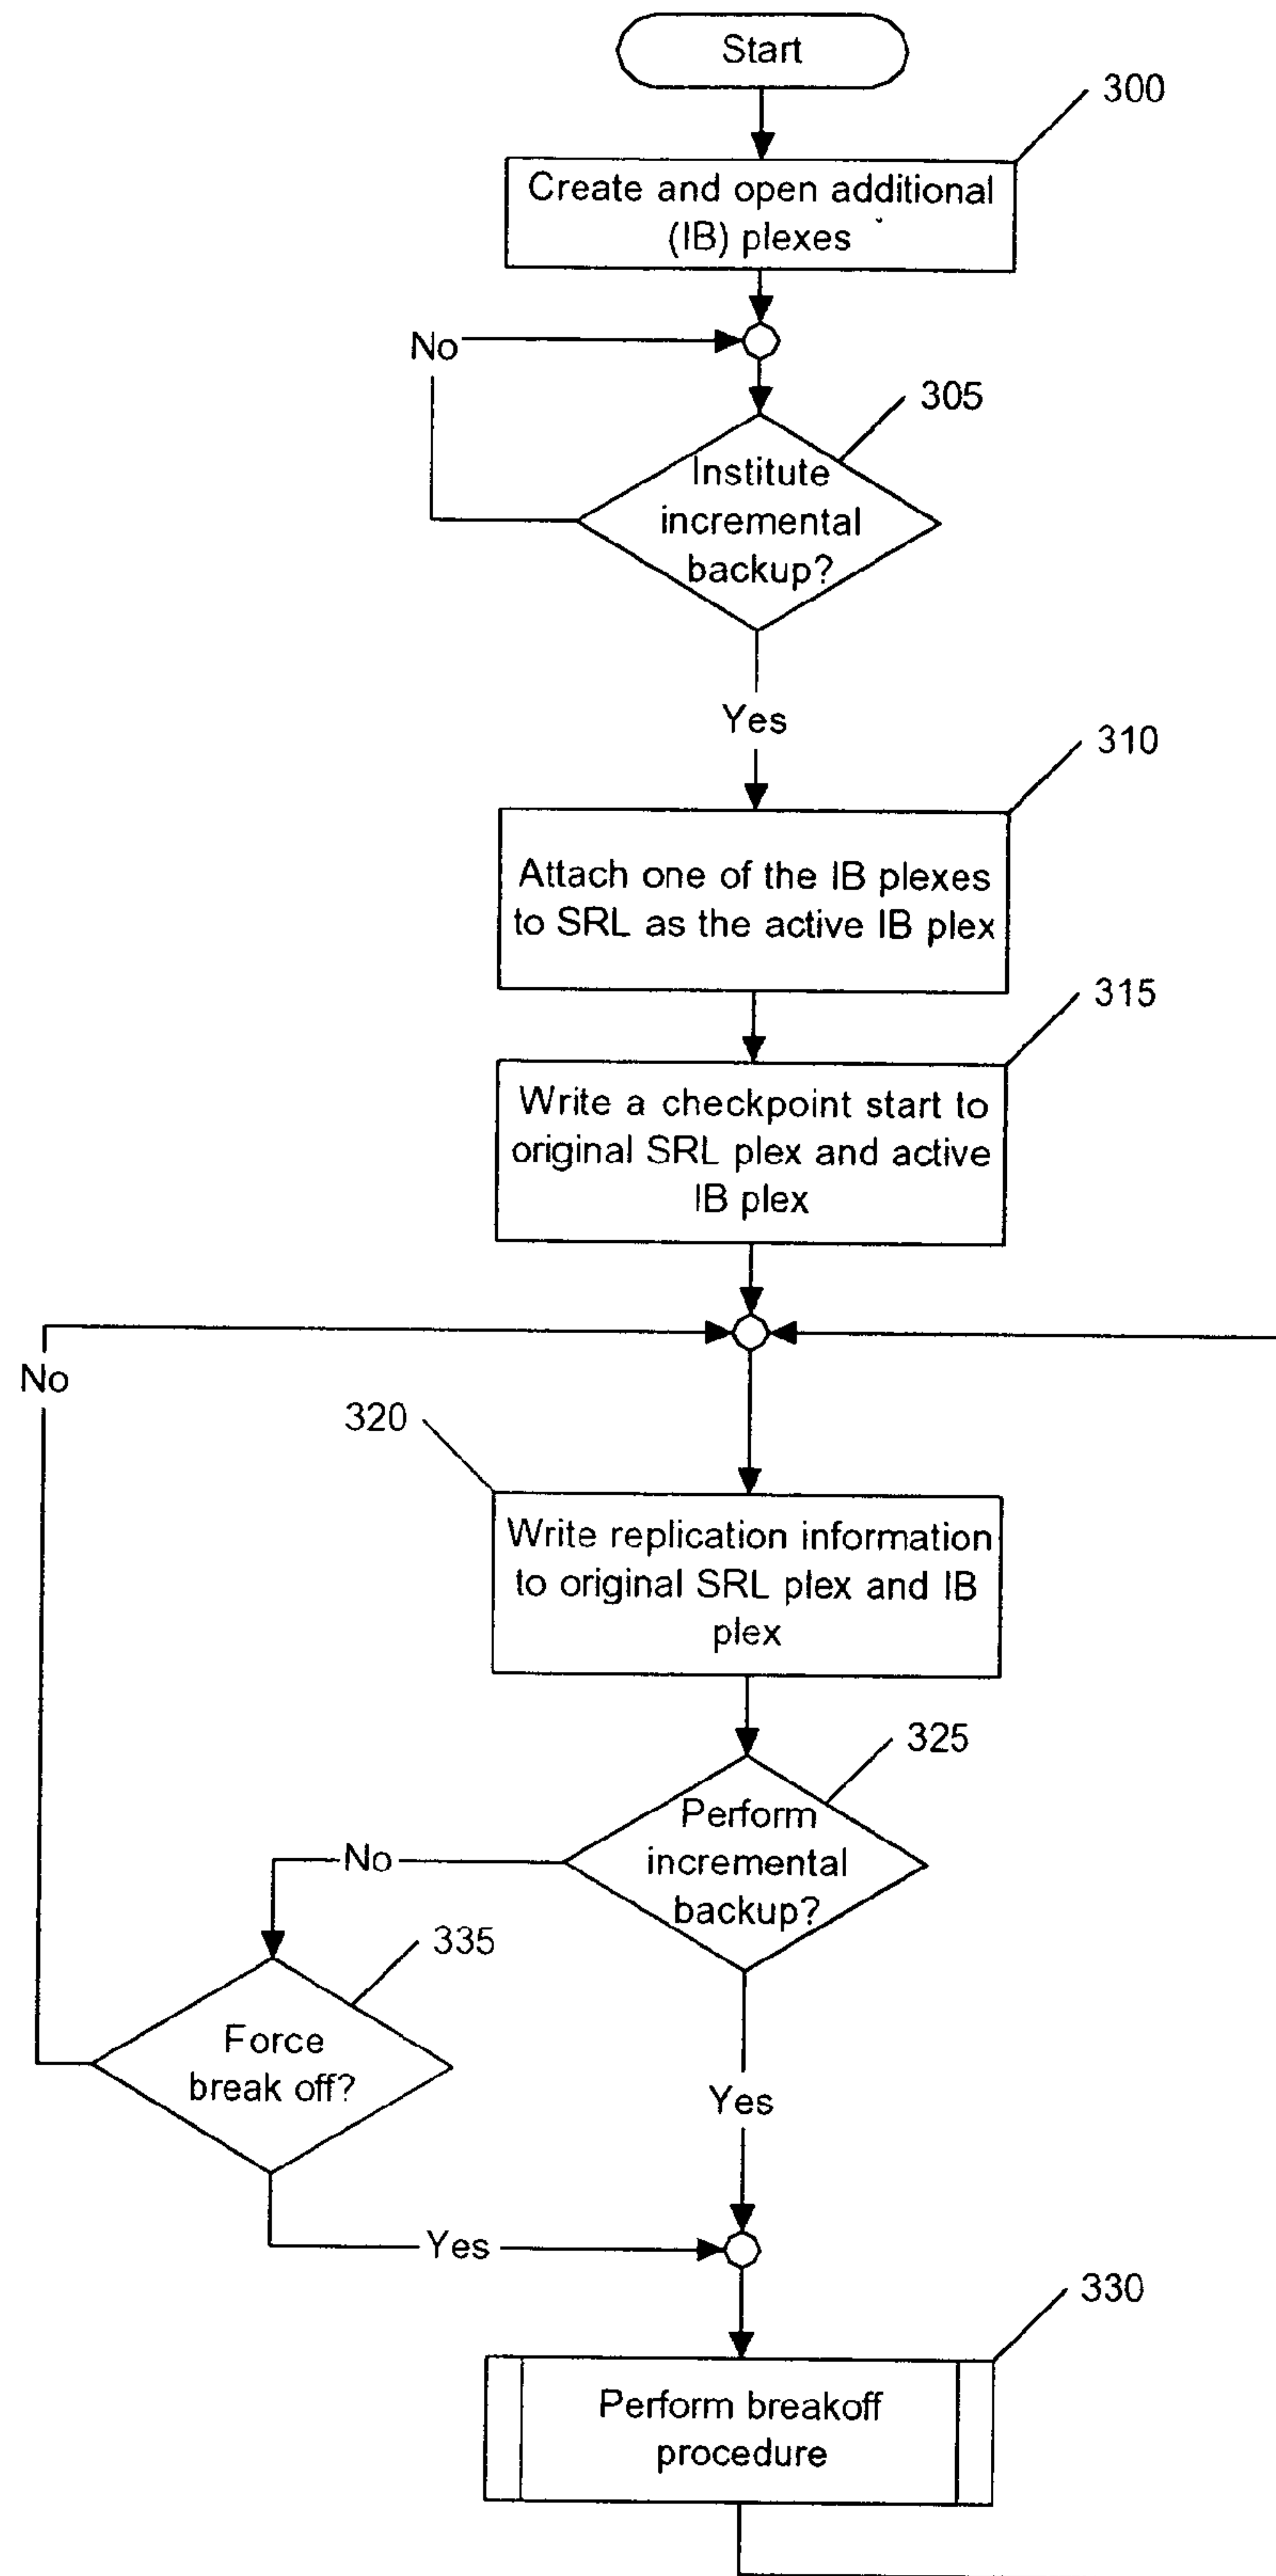 Start
300
Create and open additional
(IB) plexes
No
305
Institute
incremental
backup?
Yes
310
Attach one of the IB plexes
to SRL as the active IB plex
315
Write a checkpoint start to
original SRL plex and active
IB plex
No
320
Write replication information
to original SRL plex and IB
plex
325
Perform
incremental
backup?
No
335
Force
break off?
Yes
Yes
330
Perform breakoff
procedure